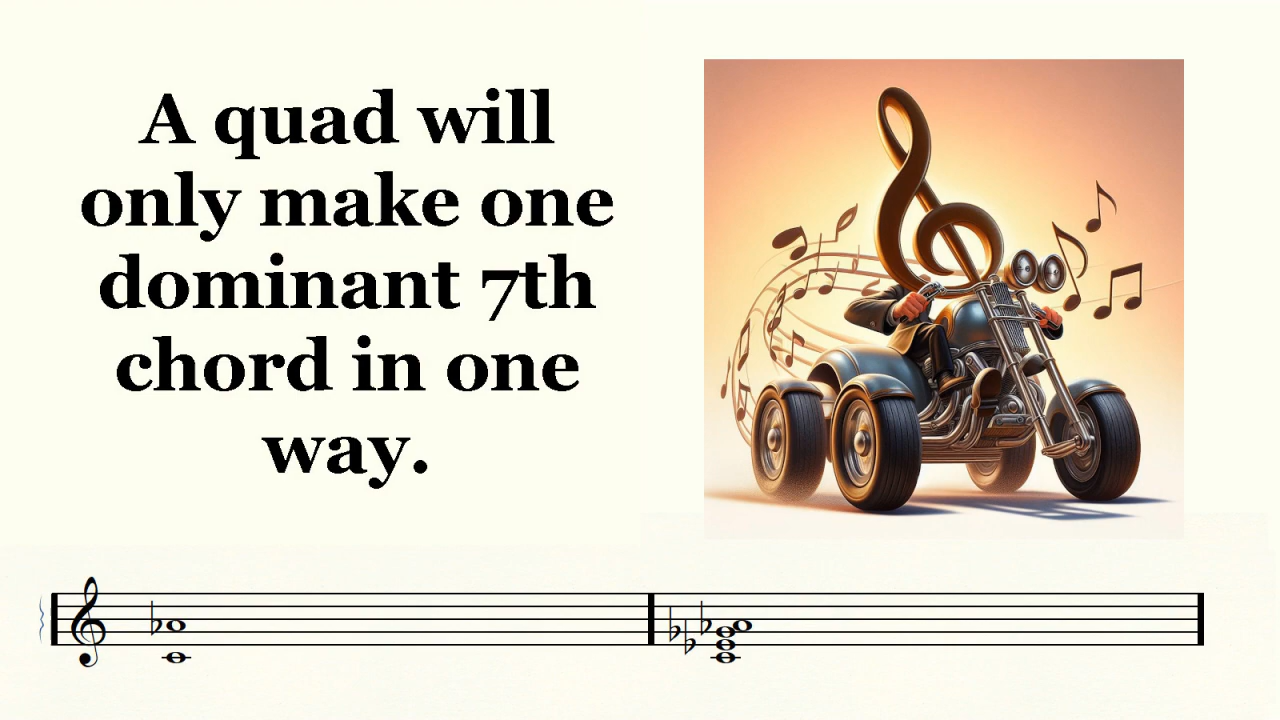 A quad will
only make one
dominant 7th
chord in one
way.